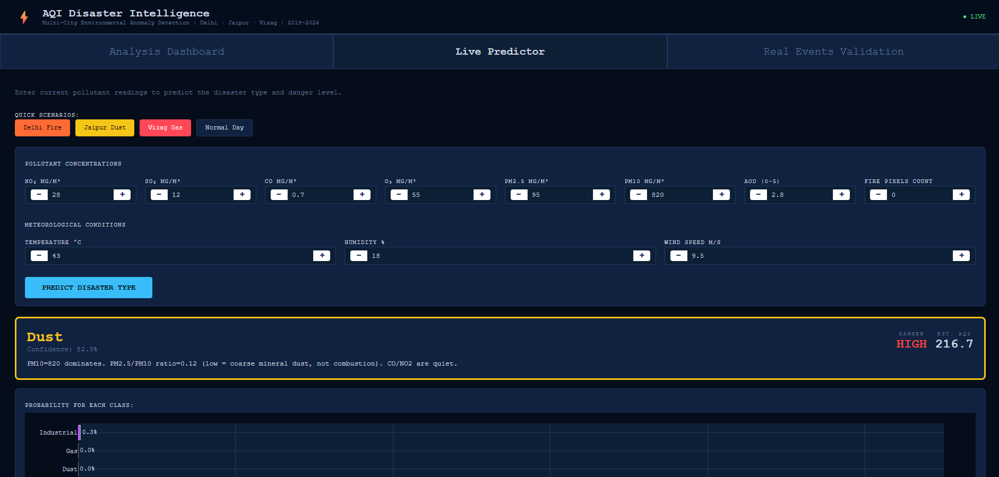 AQI Disaster Intelligence
Multi-City Environmental Anomaly Detection | Delhi · Jaipur · Vizag | 2019-2024
● LIVE
Analysis Dashboard
Live Predictor
Real Events Validation
Enter current pollutant readings to predict the disaster type and danger level.
QUICK SCENARIOS:
Delhi Fire
Jaipur Dust
Vizag Gas
Normal Day
POLLUTANT CONCENTRATIONS
NO₂ ΜG/M³
SO₂ ΜG/M³
CO MG/M³
O₃ ΜG/M³
PM2.5 ΜG/M³
PM10 ΜG/M³
AOD (0-5)
FIRE PIXELS COUNT
− 28 +
− 12 +
− 0.7 +
− 55 +
− 95 +
− 820 +
− 2.8 +
− 0 +
METEOROLOGICAL CONDITIONS
TEMPERATURE °C
HUMIDITY %
WIND SPEED M/S
− 43 +
− 18 +
− 9.5 +
PREDICT DISASTER TYPE
Dust
Confidence: 82.3%
DANGER
HIGH
EST. AQI
216.7
PM10=820 dominates. PM2.5/PM10 ratio=0.12 (low = coarse mineral dust, not combustion). CO/NO2 are quiet.
PROBABILITY FOR EACH CLASS:
Industrial 0.3%
Gas 0.0%
Dust 0.0%